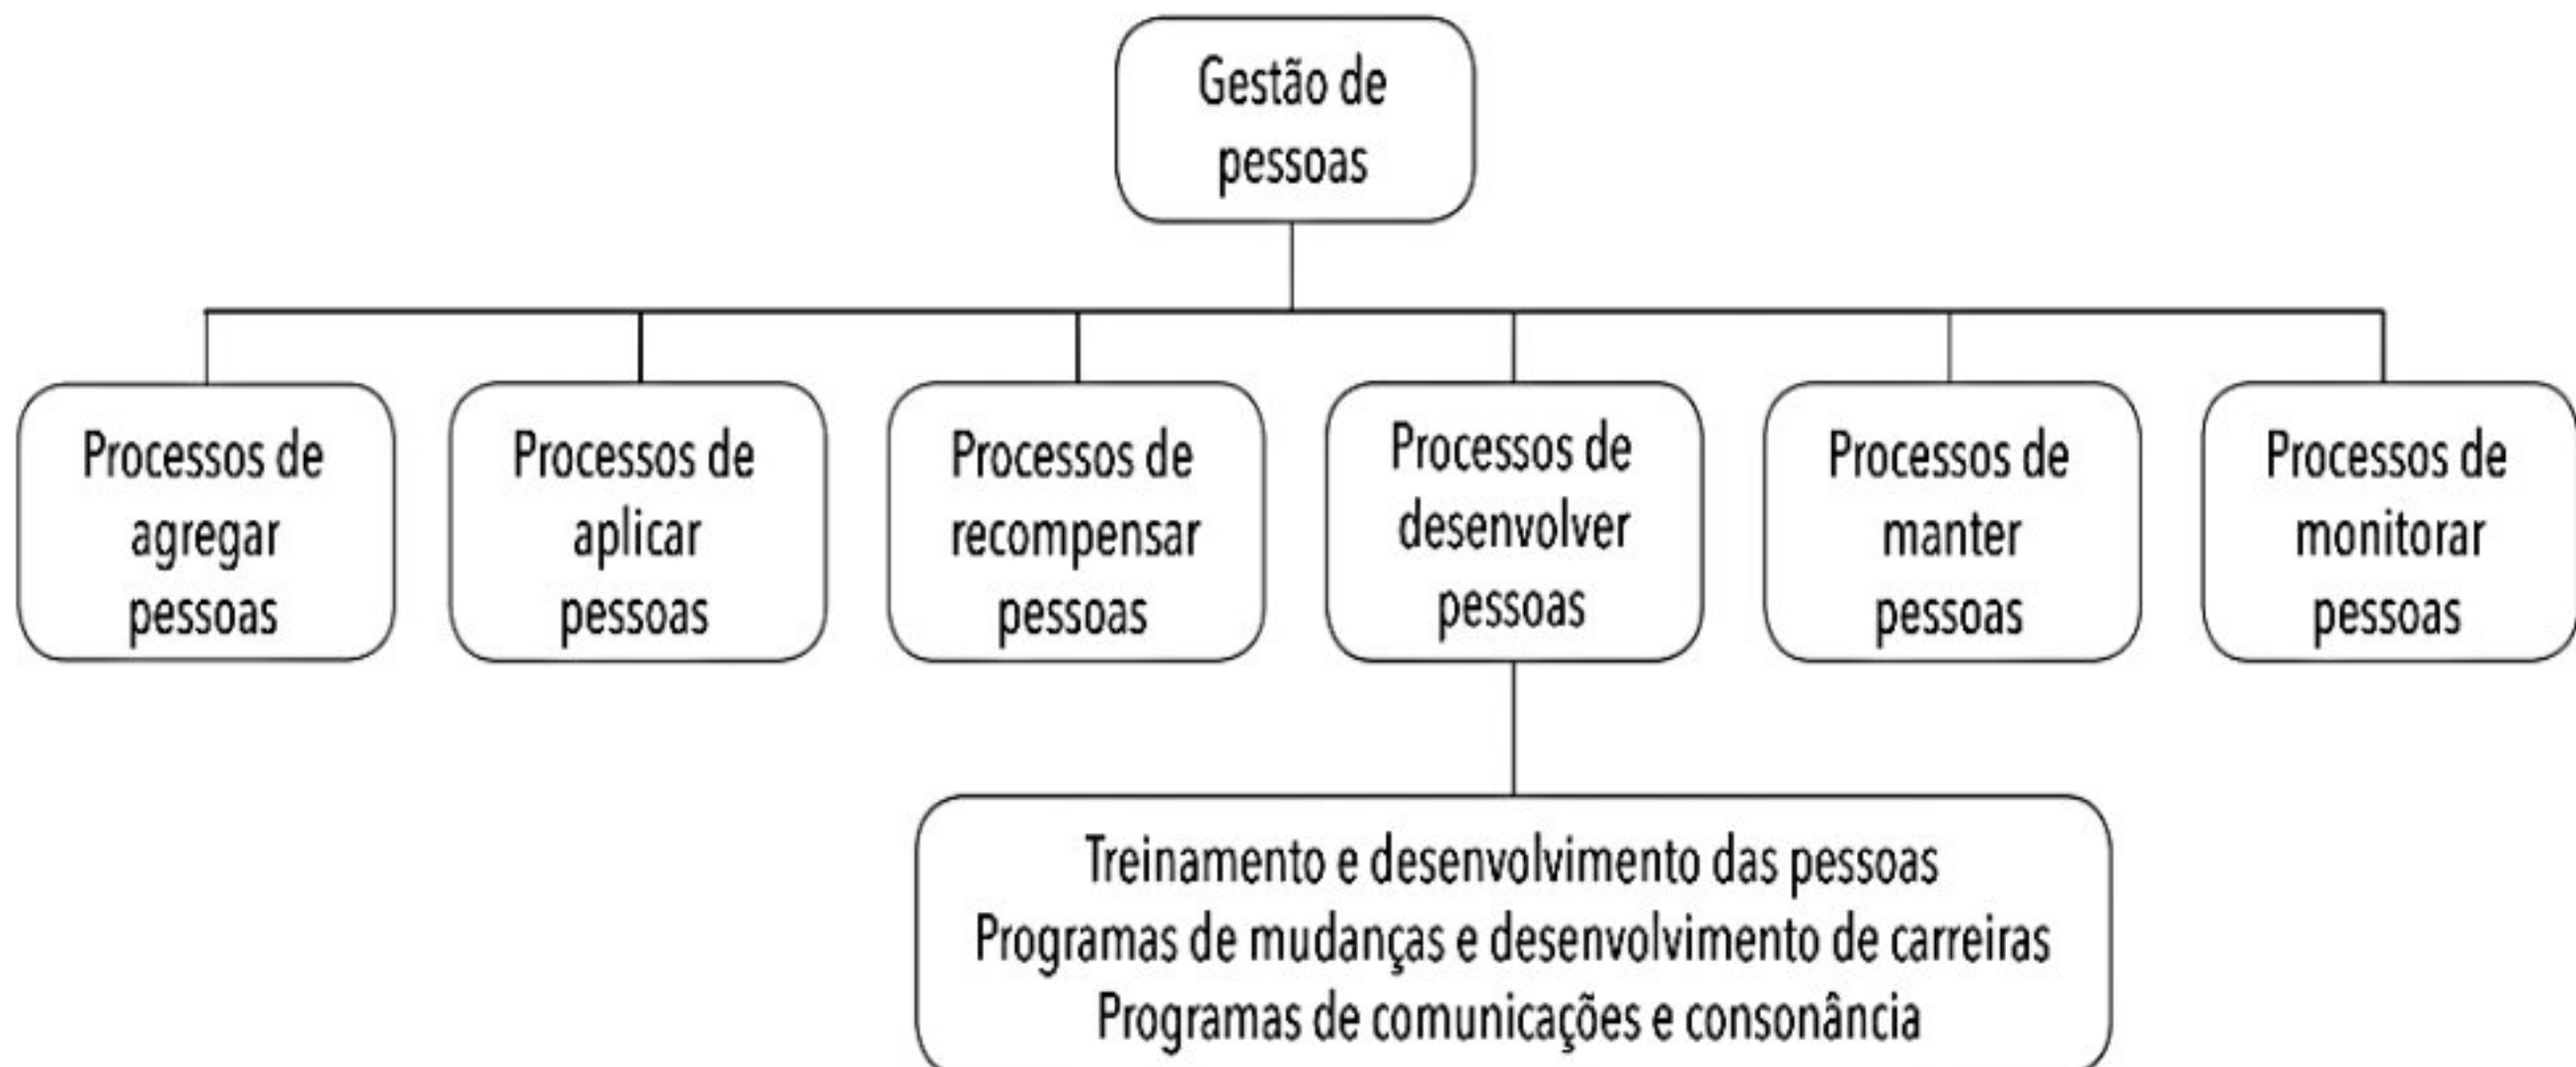 Gestão de
pessoas
Processos de
agregar
pessoas
Processos de
aplicar
pessoas
Processos de
recompensar
pessoas
Processos de
desenvolver
pessoas
Processos de
manter
pessoas
Processos de
monitorar
pessoas
Treinamento e desenvolvimento das pessoas
Programas de mudanças e desenvolvimento de carreiras
Programas de comunicações e consonância